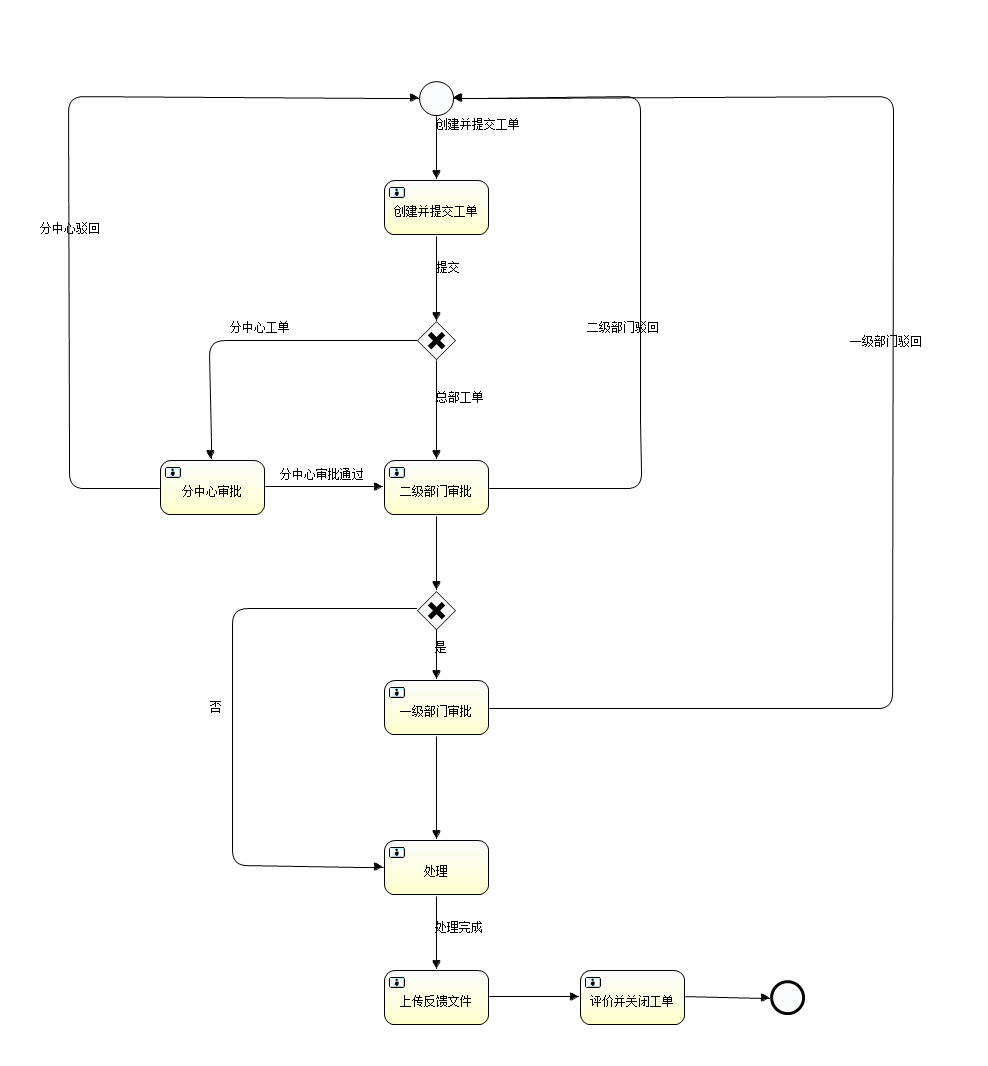 创建并提交工单
创建并提交工单
分中心驳回
提交
分中心工单
二级部门驳回
一级部门驳回
总部工单
分中心审批通过
分中心审批
二级部门审批
是
否
一级部门审批
处理
处理完成
上传反馈文件
评价并关闭工单